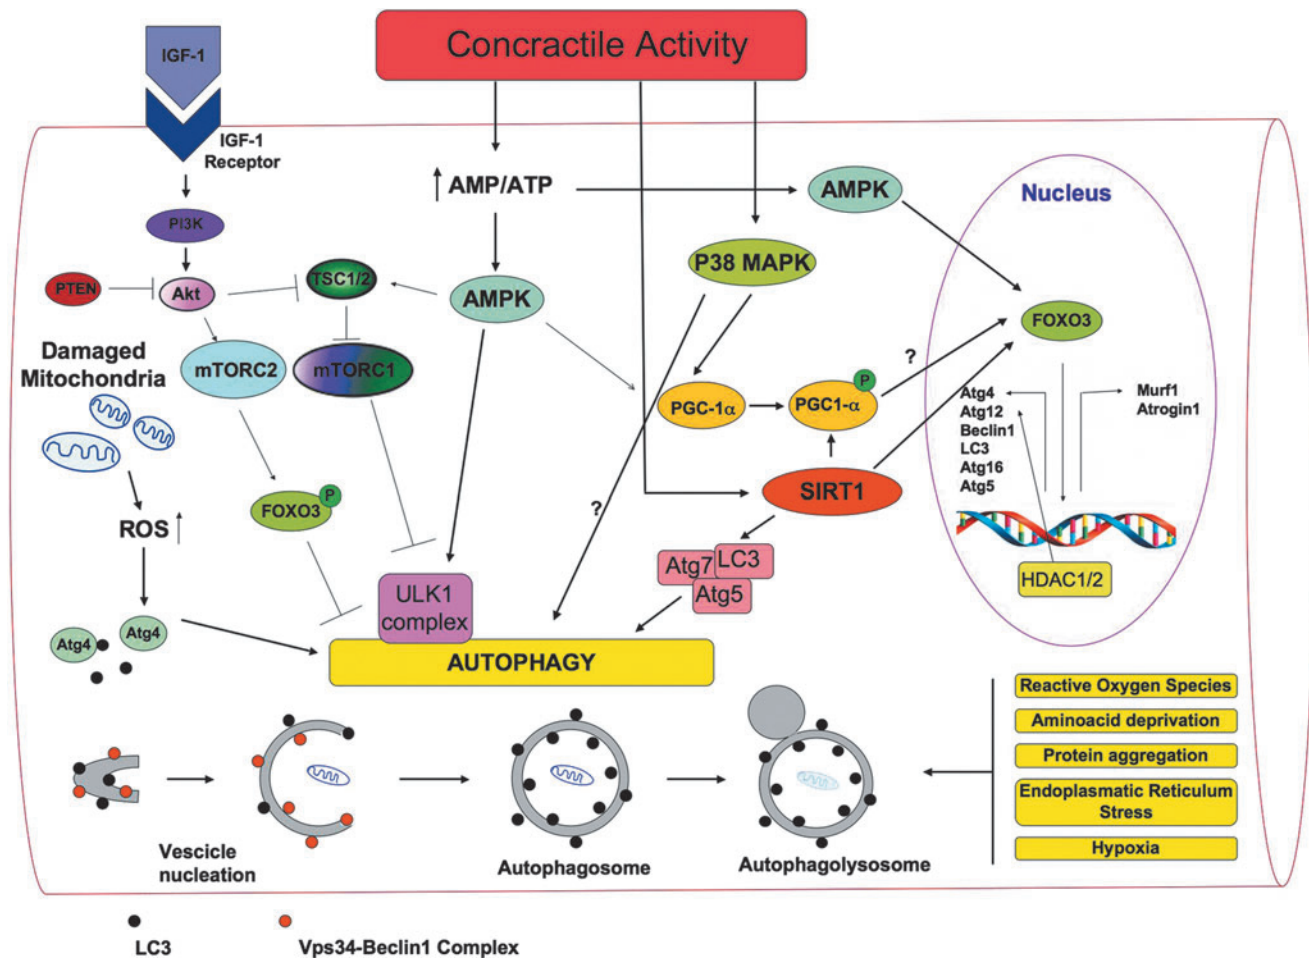 Concractile Activity
IGF-1
IGF-1
Receptor
PI3K
PTEN
Akt
TSC1/2
mTORC2
mTORC1
AMP/ATP
AMPK
AMPK
P38 MAPK
Nucleus
FOXO3
?
PGC-1α
PGC1-α
P
SIRT1
Atg4
Atg12
Beclin1
LC3
Atg16
Atg5
Murf1
Atrogin1
HDAC1/2
Damaged
Mitochondria
ROS
FOXO3
P
?
Atg7
LC3
Atg5
Atg4
Atg4
ULK1
complex
AUTOPHAGY
Reactive Oxygen Species
Aminoacid deprivation
Protein aggregation
Endoplasmatic Reticulum
Stress
Hypoxia
Vescicle
nucleation
Autophagosome
Autophagolysosome
LC3
Vps34-Beclin1 Complex